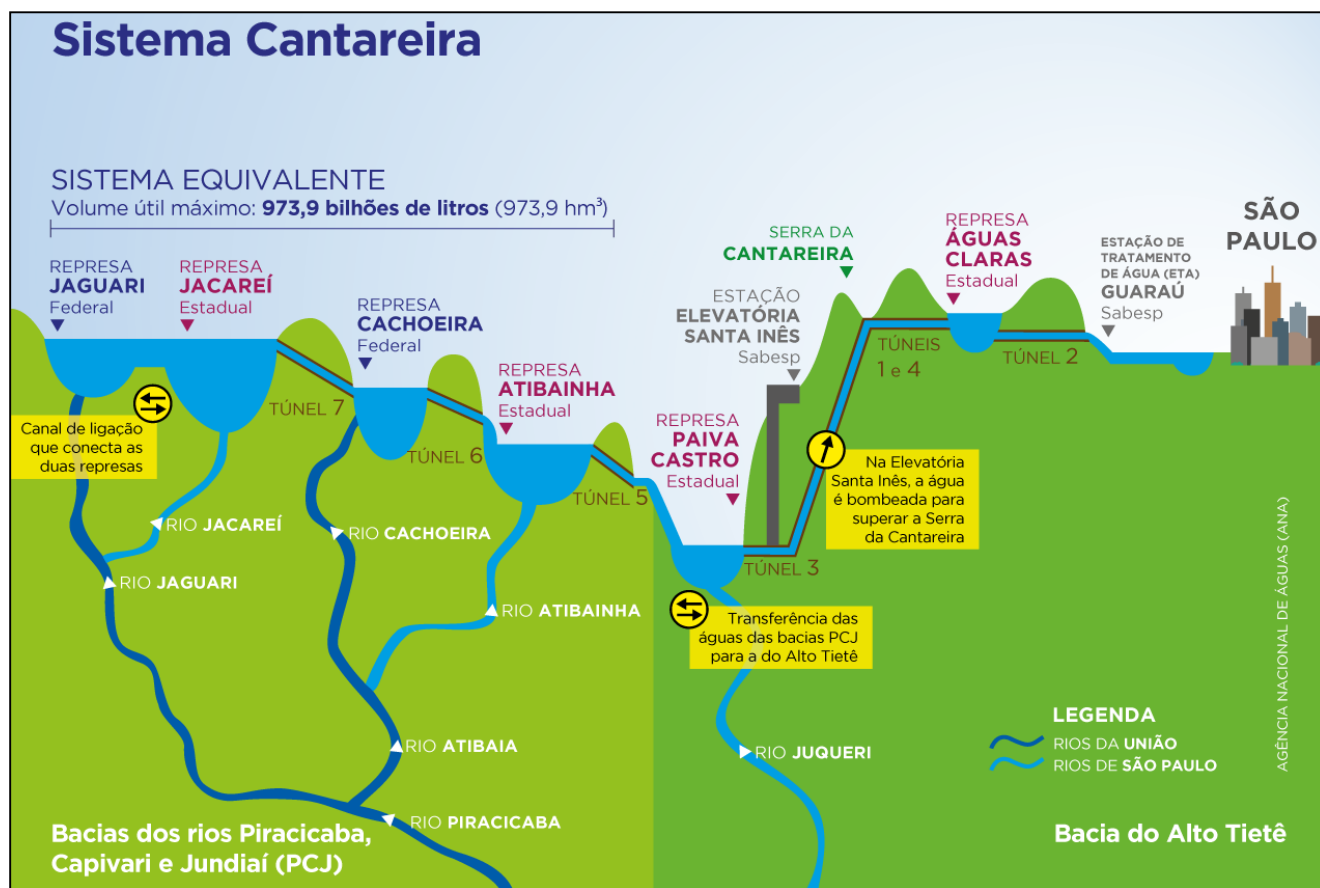 Sistema Cantareira
SISTEMA EQUIVALENTE
Volume útil máximo: 973,9 bilhões de litros (973,9 hm³)
REPRESA
JAGUARI
Federal
REPRESA
JACAREÍ
Estadual
REPRESA
CACHOEIRA
Federal
REPRESA
ATIBAINHA
Estadual
REPRESA
PAIVA
CASTRO
Estadual
ESTAÇÃO
ELEVATÓRIA
SANTA INÊS
Sabesp
SERRA DA
CANTAREIRA
REPRESA
ÁGUAS
CLARAS
Estadual
ESTAÇÃO DE
TRATAMENTO
DE ÁGUA (ETA)
GUARAÚ
Sabesp
SÃO
PAULO
Canal de ligação
que conecta as
duas represas
TÚNEL 7
TÚNEL 6
TÚNEL 5
TÚNEL 3
TÚNEIS
1 e 4
TÚNEL 2
Na Elevatória
Santa Inês, a água
é bombeada para
superar a Serra
da Cantareira
Transferência das
águas das bacias PCJ
para a do Alto Tietê
RIO JACAREÍ
RIO JAGUARI
RIO CACHOEIRA
RIO ATIBAINHA
RIO ATIBAIA
RIO PIRACICABA
RIO JUQUERI
LEGENDA
RIOS DA UNIÃO
RIOS DE SÃO PAULO
AGÊNCIA NACIONAL DE ÁGUAS (ANA)
Bacias dos rios Piracicaba,
Capivari e Jundiaí (PCJ)
Bacia do Alto Tietê